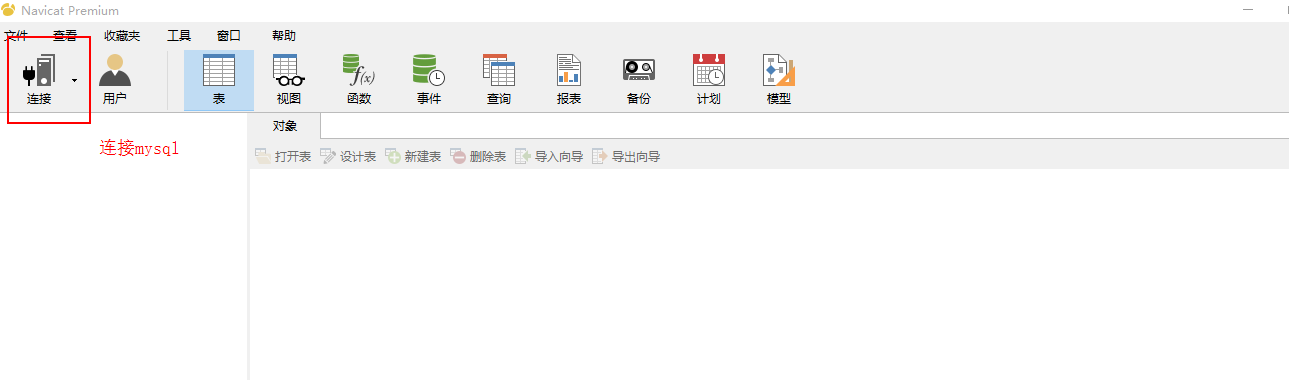 Navicat Premium
文件 查看 收藏夹 工具 窗口 帮助
连接 用户 表 视图 f(x) 函数 事件 查询 报表 备份 计划 模型
对象
连接mysql
打开表 设计表 新建表 删除表 导入向导 导出向导